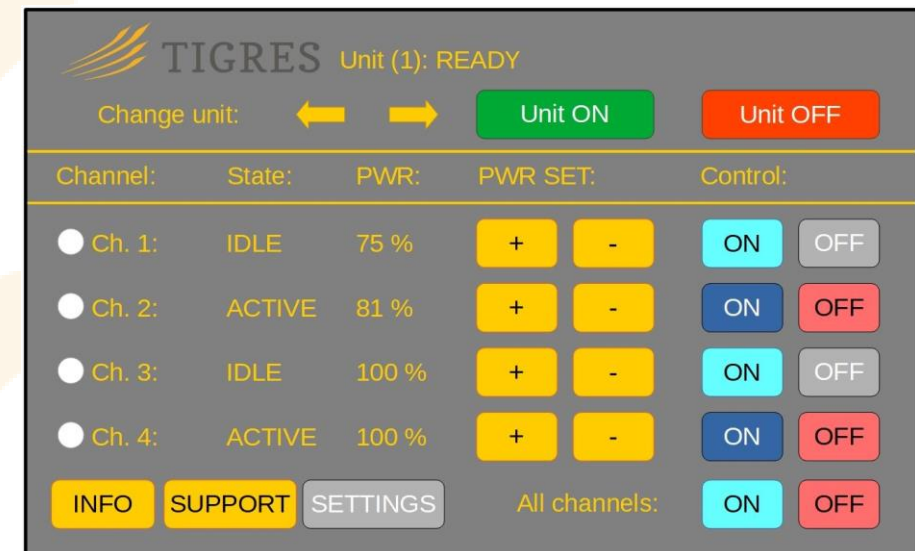 TIGRES Unit (1): READY
Change unit: Unit ON Unit OFF
Channel: State: PWR: PWR SET: Control:
Ch. 1: IDLE 75 % + - ON OFF
Ch. 2: ACTIVE 81 % + - ON OFF
Ch. 3: IDLE 100 % + - ON OFF
Ch. 4: ACTIVE 100 % + - ON OFF
INFO SUPPORT SETTINGS All channels: ON OFF